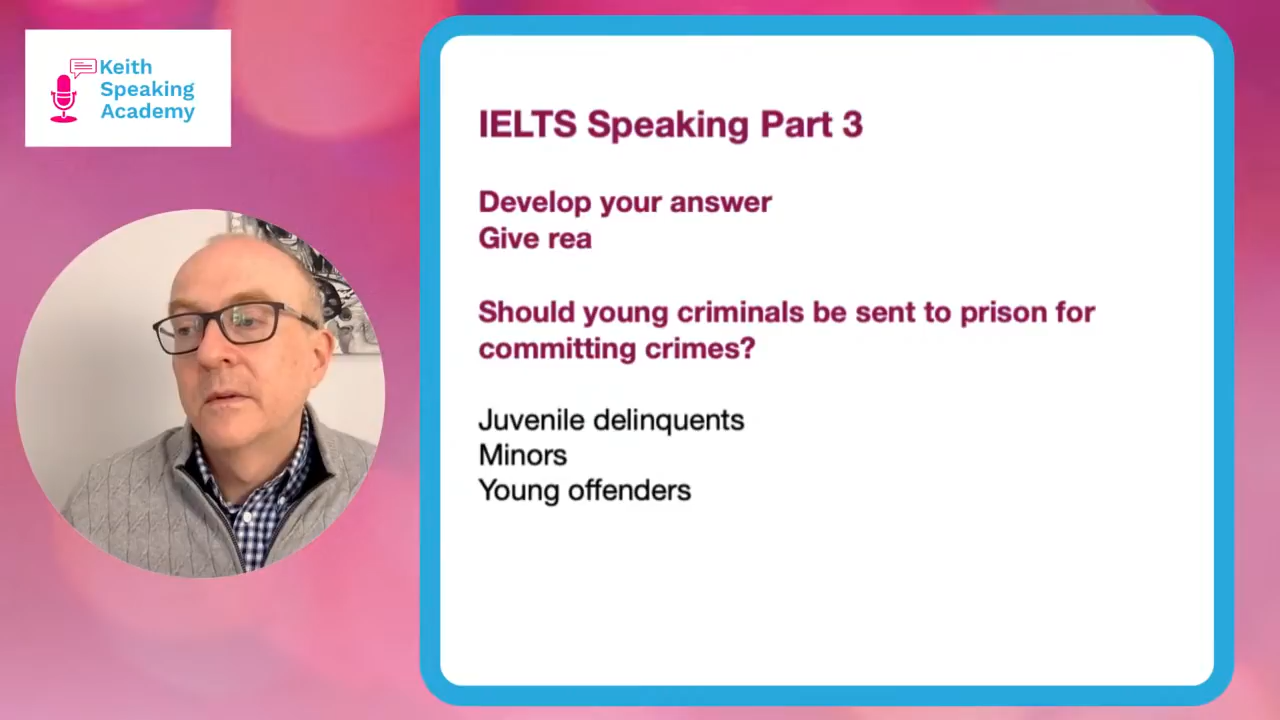 Keith
Speaking
Academy
IELTS Speaking Part 3
Develop your answer
Give rea
Should young criminals be sent to prison for
committing crimes?
Juvenile delinquents
Minors
Young offenders